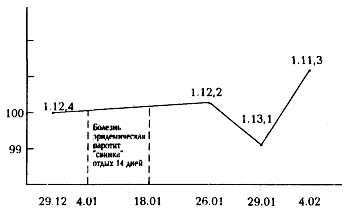 1.11,3
1.12,2
1.12,4
1.13,1
100
99
Болезнь
эпидемическая
паротит
"свинка"
отдых 14 дней
29.12 4.01 18.01 26.01 29.01 4.02